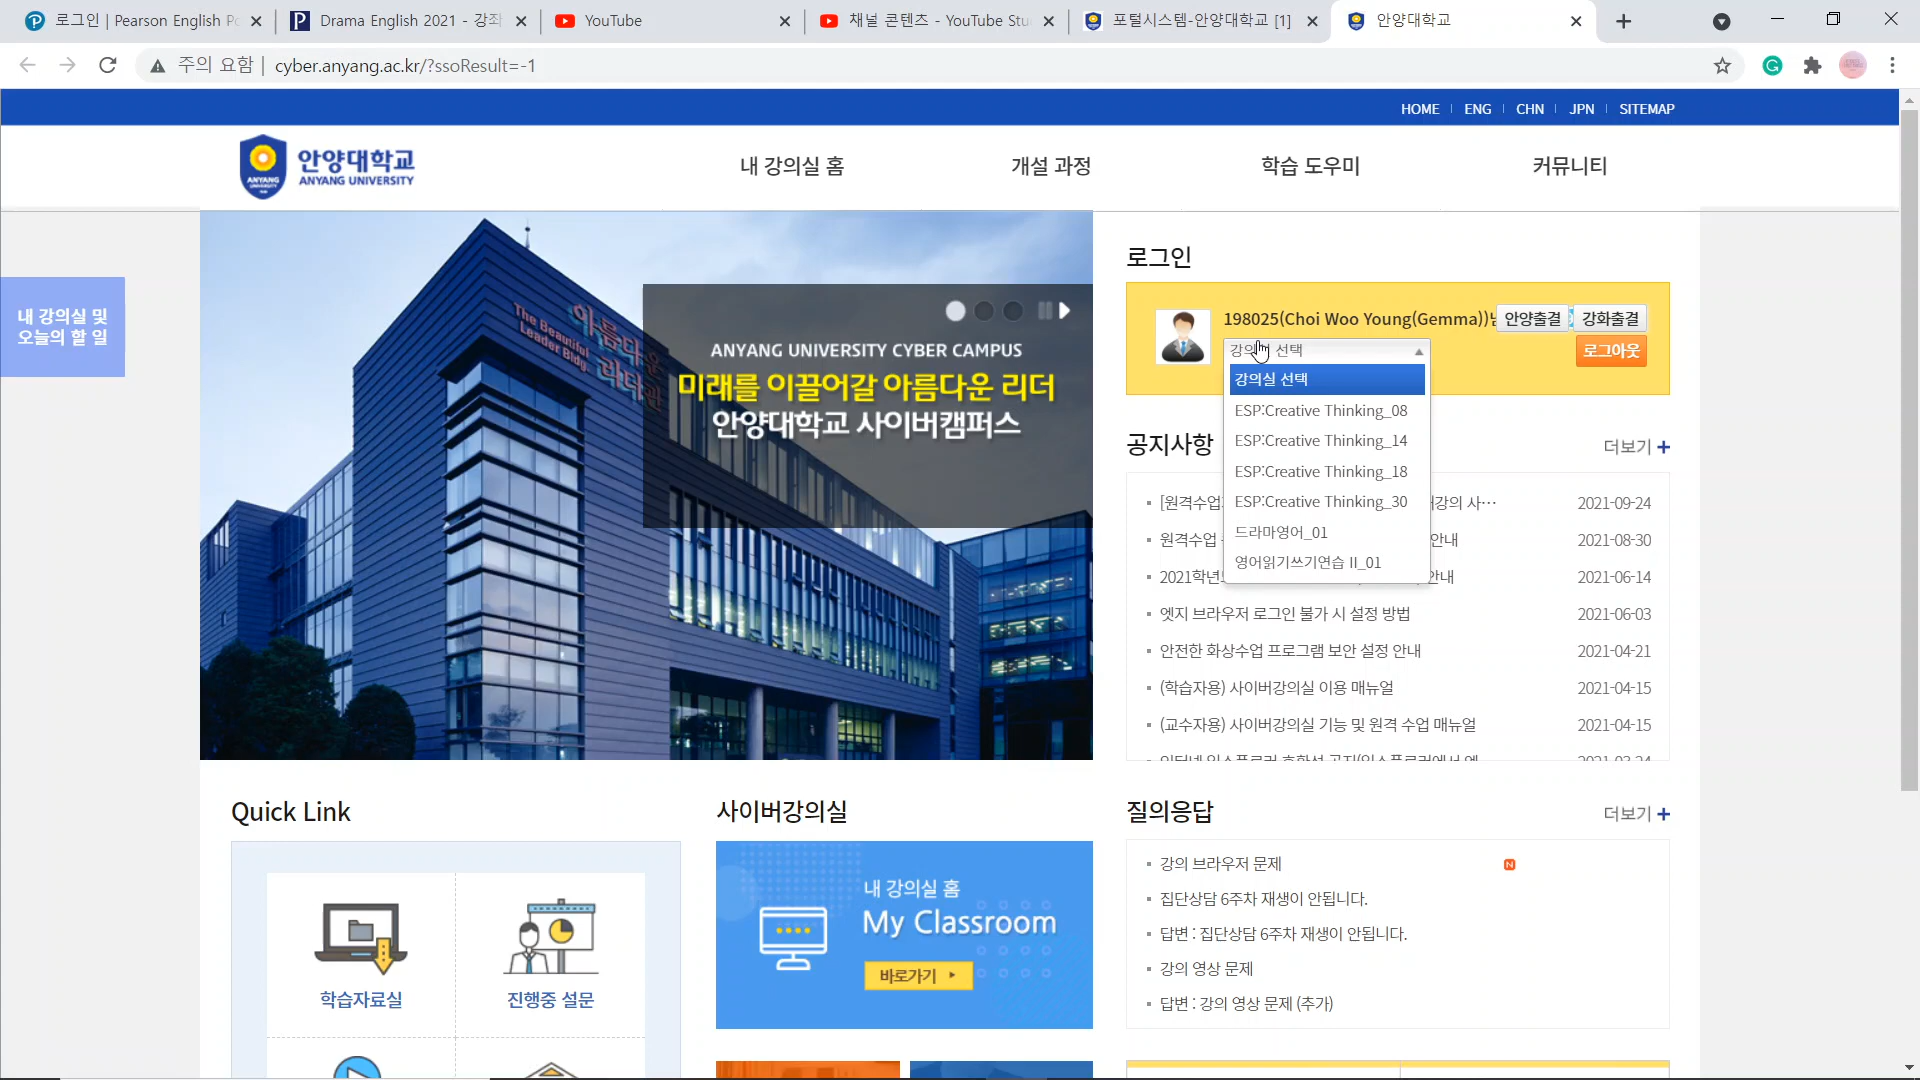 로그인 | Pearson English Po
Drama English 2021 - 강좌
YouTube
채널 콘텐츠 - YouTube Stu
포털시스템-안양대학교 [1]
안양대학교
주의 요함 | cyber.anyang.ac.kr/?ssoResult=-1
HOME | ENG | CHN | JPN | SITEMAP
안양대학교
ANYANG UNIVERSITY
ANYANG
내 강의실 홈
개설 과정
학습 도우미
커뮤니티
내 강의실 및
오늘의 할 일
아름다운
리더관
The Beautiful
Leader Bldg.
ANYANG UNIVERSITY CYBER CAMPUS
미래를 이끌어갈 아름다운 리더
안양대학교 사이버캠퍼스
로그인
198025(Choi Woo Young(Gemma))님
안양출결
강화출결
선택
로그아웃
강의실 선택
ESP:Creative Thinking_08
ESP:Creative Thinking_14
ESP:Creative Thinking_18
ESP:Creative Thinking_30
드라마영어_01
영어읽기쓰기연습 II_01
공지사항
더보기 +
[원격수업 강의 사… 2021-09-24
원격수업 안내 2021-08-30
2021학년 안내 2021-06-14
엣지 브라우저 로그인 불가 시 설정 방법 2021-06-03
안전한 화상수업 프로그램 보안 설정 안내 2021-04-21
(학습자용) 사이버강의실 이용 매뉴얼 2021-04-15
(교수자용) 사이버강의실 기능 및 원격 수업 매뉴얼 2021-04-15
Quick Link
학습자료실
진행중 설문
사이버강의실
내 강의실 홈
My Classroom
바로가기
질의응답
더보기 +
강의 브라우저 문제 N
집단상담 6주차 재생이 안됩니다.
답변 : 집단상담 6주차 재생이 안됩니다.
강의 영상 문제
답변 : 강의 영상 문제 (추가)